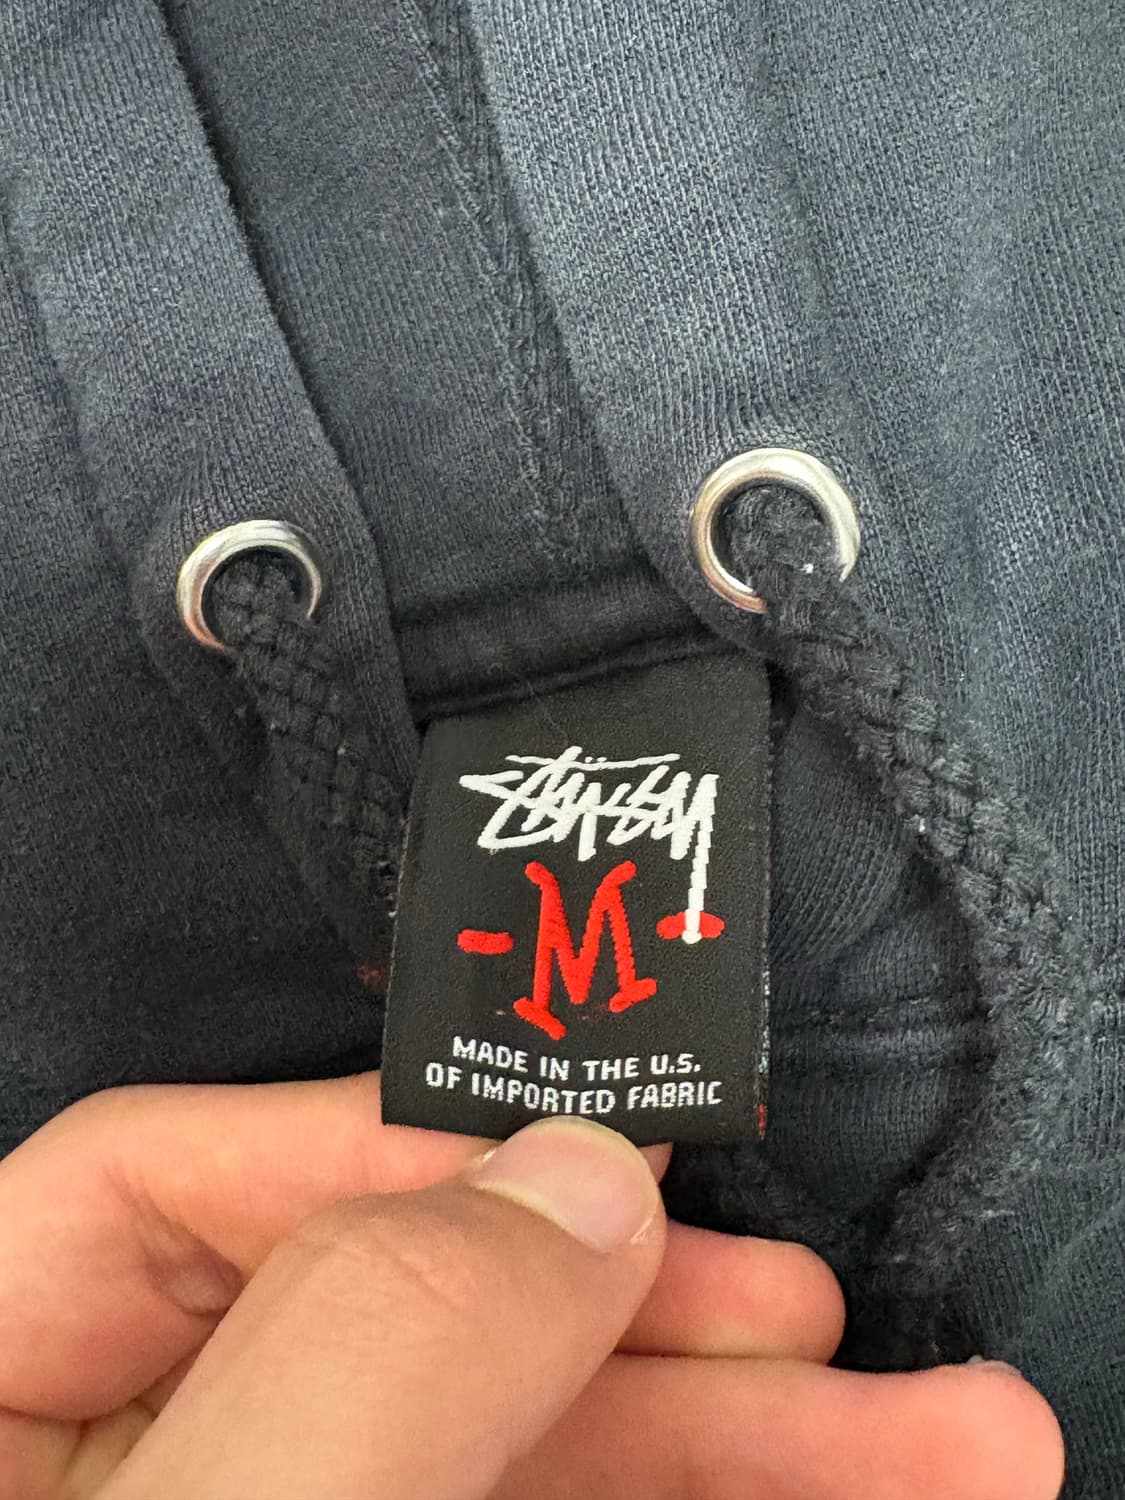 STÜSSY
- M -
MADE IN THE U.S.
OF IMPORTED FABRIC